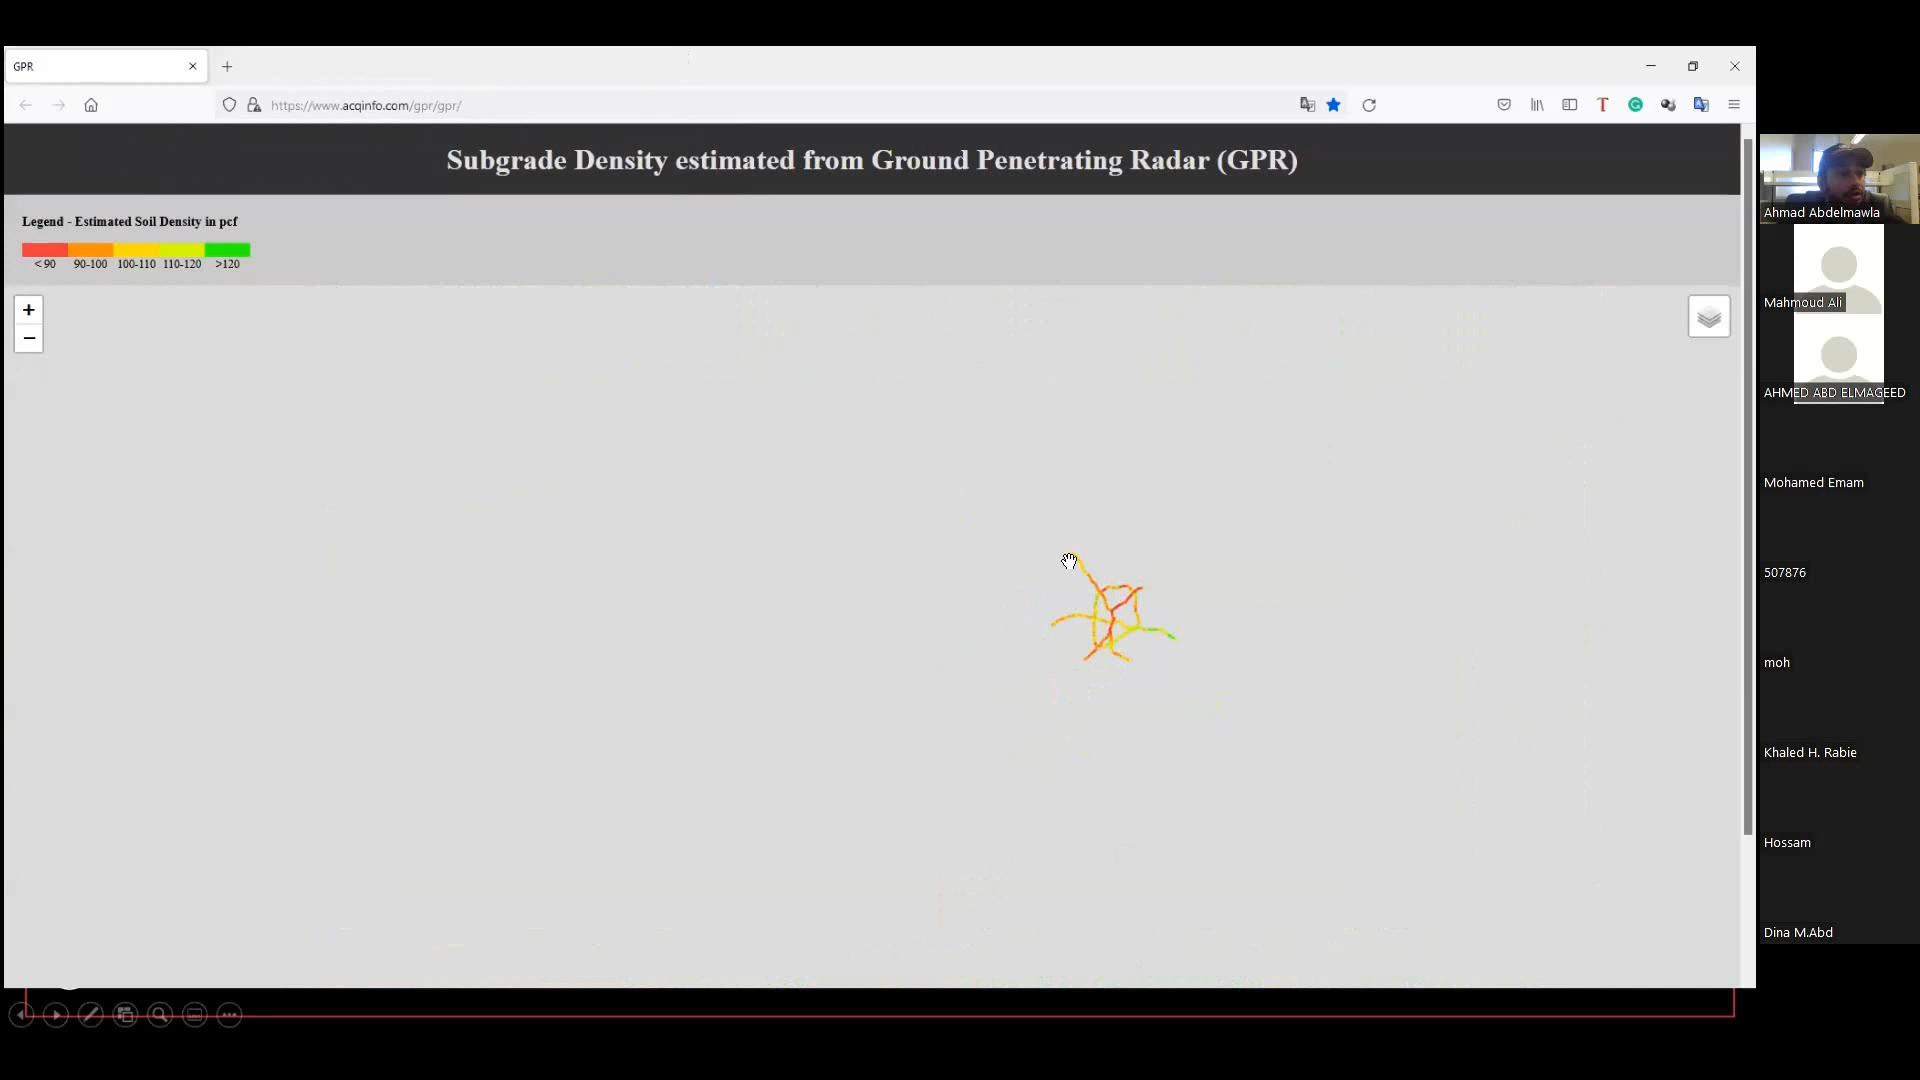 GPR
https://www.acqinfo.com/gpr/gpr/
Subgrade Density estimated from Ground Penetrating Radar (GPR)
Legend - Estimated Soil Density in pcf
<90 90-100 100-110 110-120 >120
+
−
Ahmad Abdelmawla
Mahmoud Ali
AHMED ABD ELMAGEED
Mohamed Emam
507876
moh
Khaled H. Rabie
Hossam
Dina M.Abd